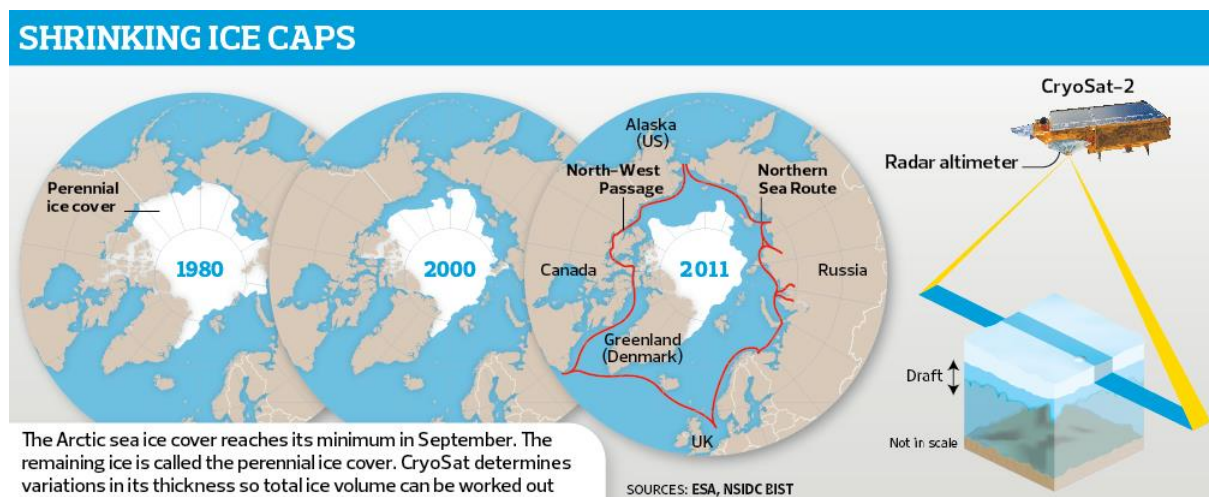 SHRINKING ICE CAPS
Perennial
ice cover
1980
2000
Alaska
(US)
North-West
Passage
Northern
Sea Route
Canada
2011
Russia
Greenland
(Denmark)
UK
CryoSat-2
Radar altimeter
Draft
Not in scale
The Arctic sea ice cover reaches its minimum in September. The
remaining ice is called the perennial ice cover. CryoSat determines
variations in its thickness so total ice volume can be worked out
SOURCES: ESA, NSIDC BIST